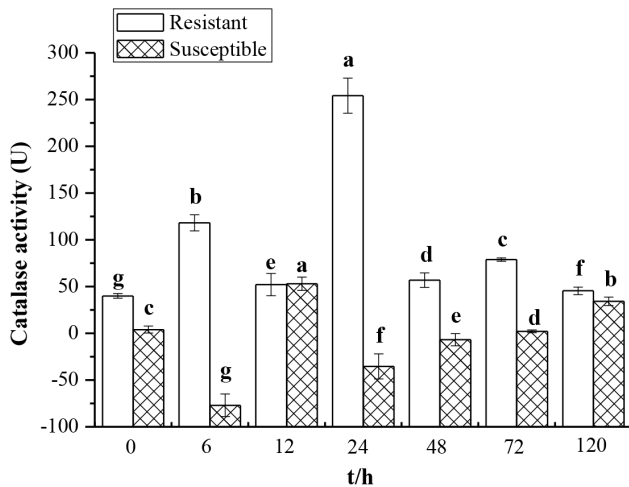 Resistant
Susceptible
Catalase activity (U)
300
250
200
150
100
50
0
-50
-100
g
c
b
g
e
a
a
f
d
e
c
d
f
b
0 6 12 24 48 72 120
t/h